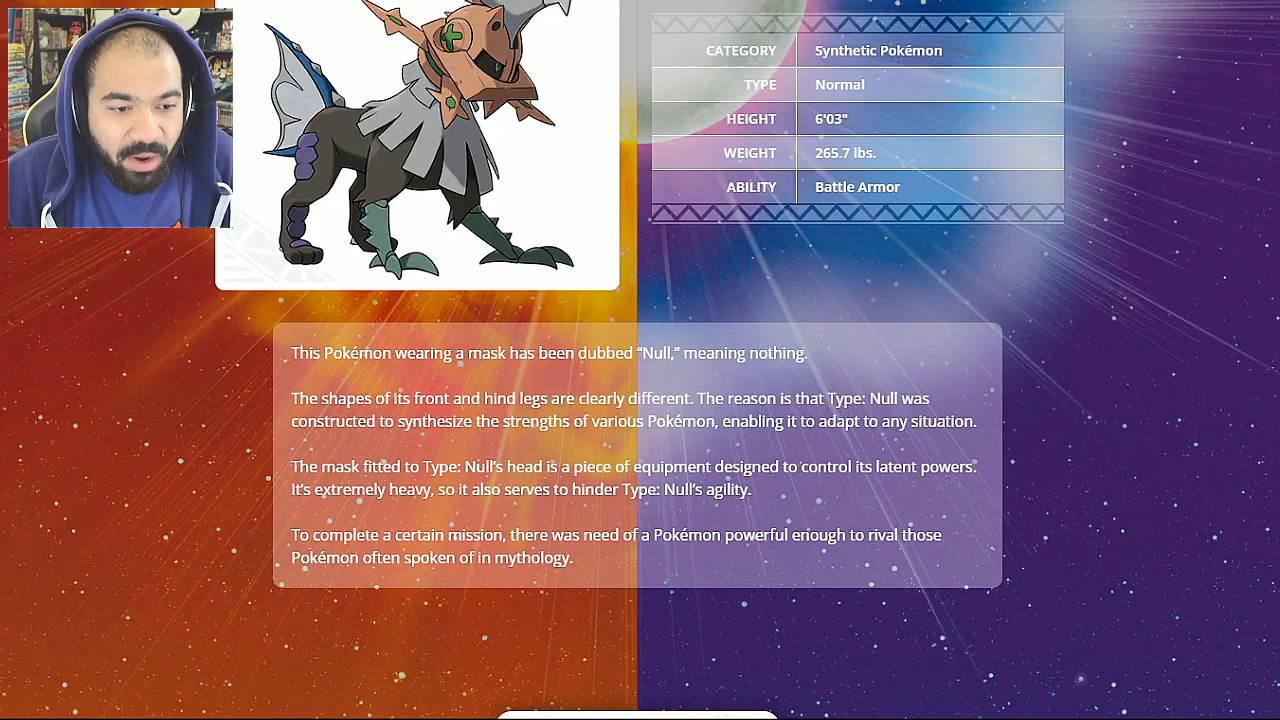 CATEGORY Synthetic Pokémon
TYPE Normal
HEIGHT 6'03"
WEIGHT 265.7 lbs.
ABILITY Battle Armor
This Pokémon wearing a mask has been dubbed “Null,” meaning nothing.
The shapes of its front and hind legs are clearly different. The reason is that Type: Null was
constructed to synthesize the strengths of various Pokémon, enabling it to adapt to any situation.
The mask fitted to Type: Null’s head is a piece of equipment designed to control its latent powers.
It’s extremely heavy, so it also serves to hinder Type: Null’s agility.
To complete a certain mission, there was need of a Pokémon powerful enough to rival those
Pokémon often spoken of in mythology.